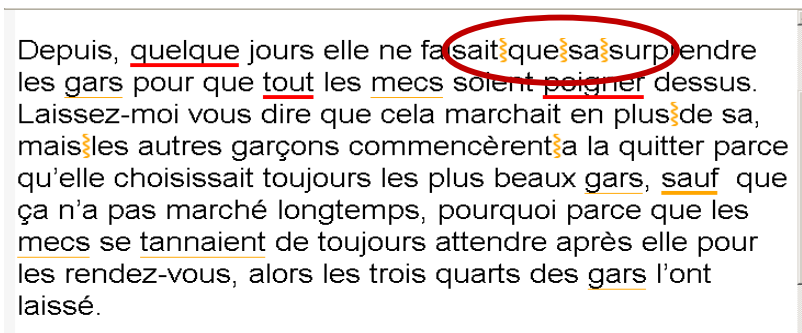 Depuis, quelque jours elle ne faisait que sa surprendre
les gars pour que tout les mecs soient poigner dessus.
Laissez-moi vous dire que cela marchait en plus de sa,
mais les autres garçons commencèrent a la quitter parce
qu'elle choisissait toujours les plus beaux gars, sauf que
ça n'a pas marché longtemps, pourquoi parce que les
mecs se tannaient de toujours attendre après elle pour
les rendez-vous, alors les trois quarts des gars l'ont
laissé.